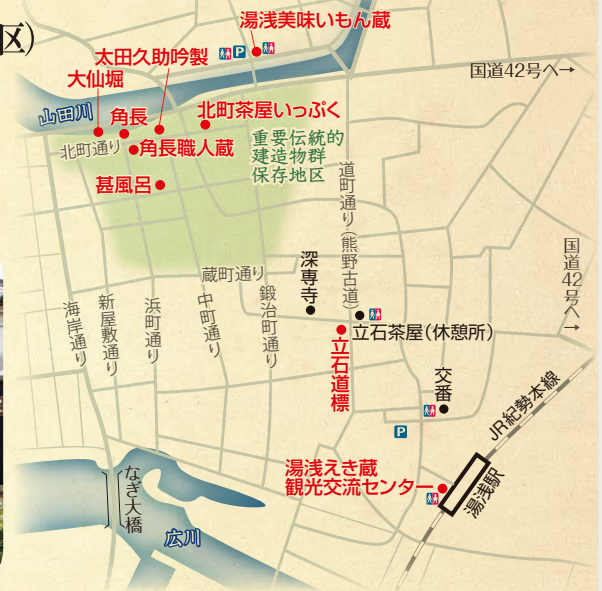 区)
湯浅美味いもん蔵
P
太田久助吟製
大仙堀
国道42号へ→
山田川
角長
北町茶屋いっぷく
北町通り
角長職人蔵
重要伝統的
建造物群
保存地区
甚風呂
道町通り(熊野古道)
国道42号へ→
蔵町通り
深専寺
海岸通り
新屋敷通り
浜町通り
中町通り
鍛治町通り
立石茶屋(休憩所)
立石道標
交番
P
JR紀勢本線
湯浅えき蔵
観光交流センター
湯浅駅
なぎ大橋
広川